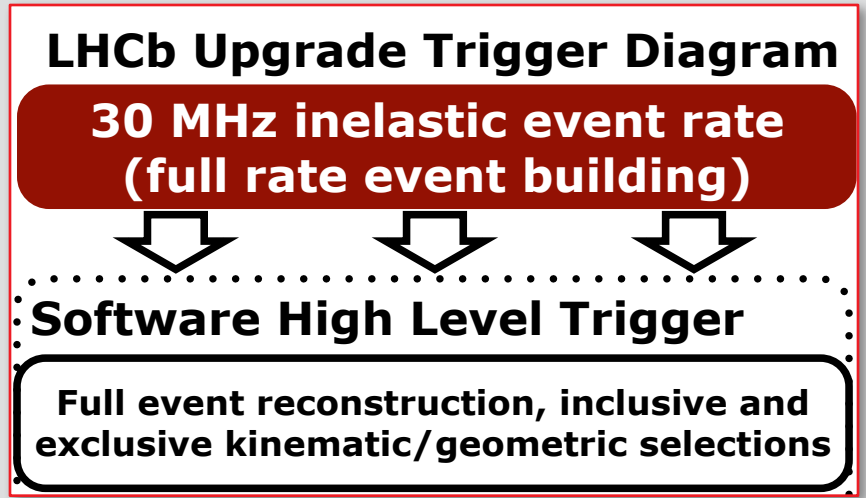 LHCb Upgrade Trigger Diagram
30 MHz inelastic event rate
(full rate event building)
Software High Level Trigger
Full event reconstruction, inclusive and
exclusive kinematic/geometric selections